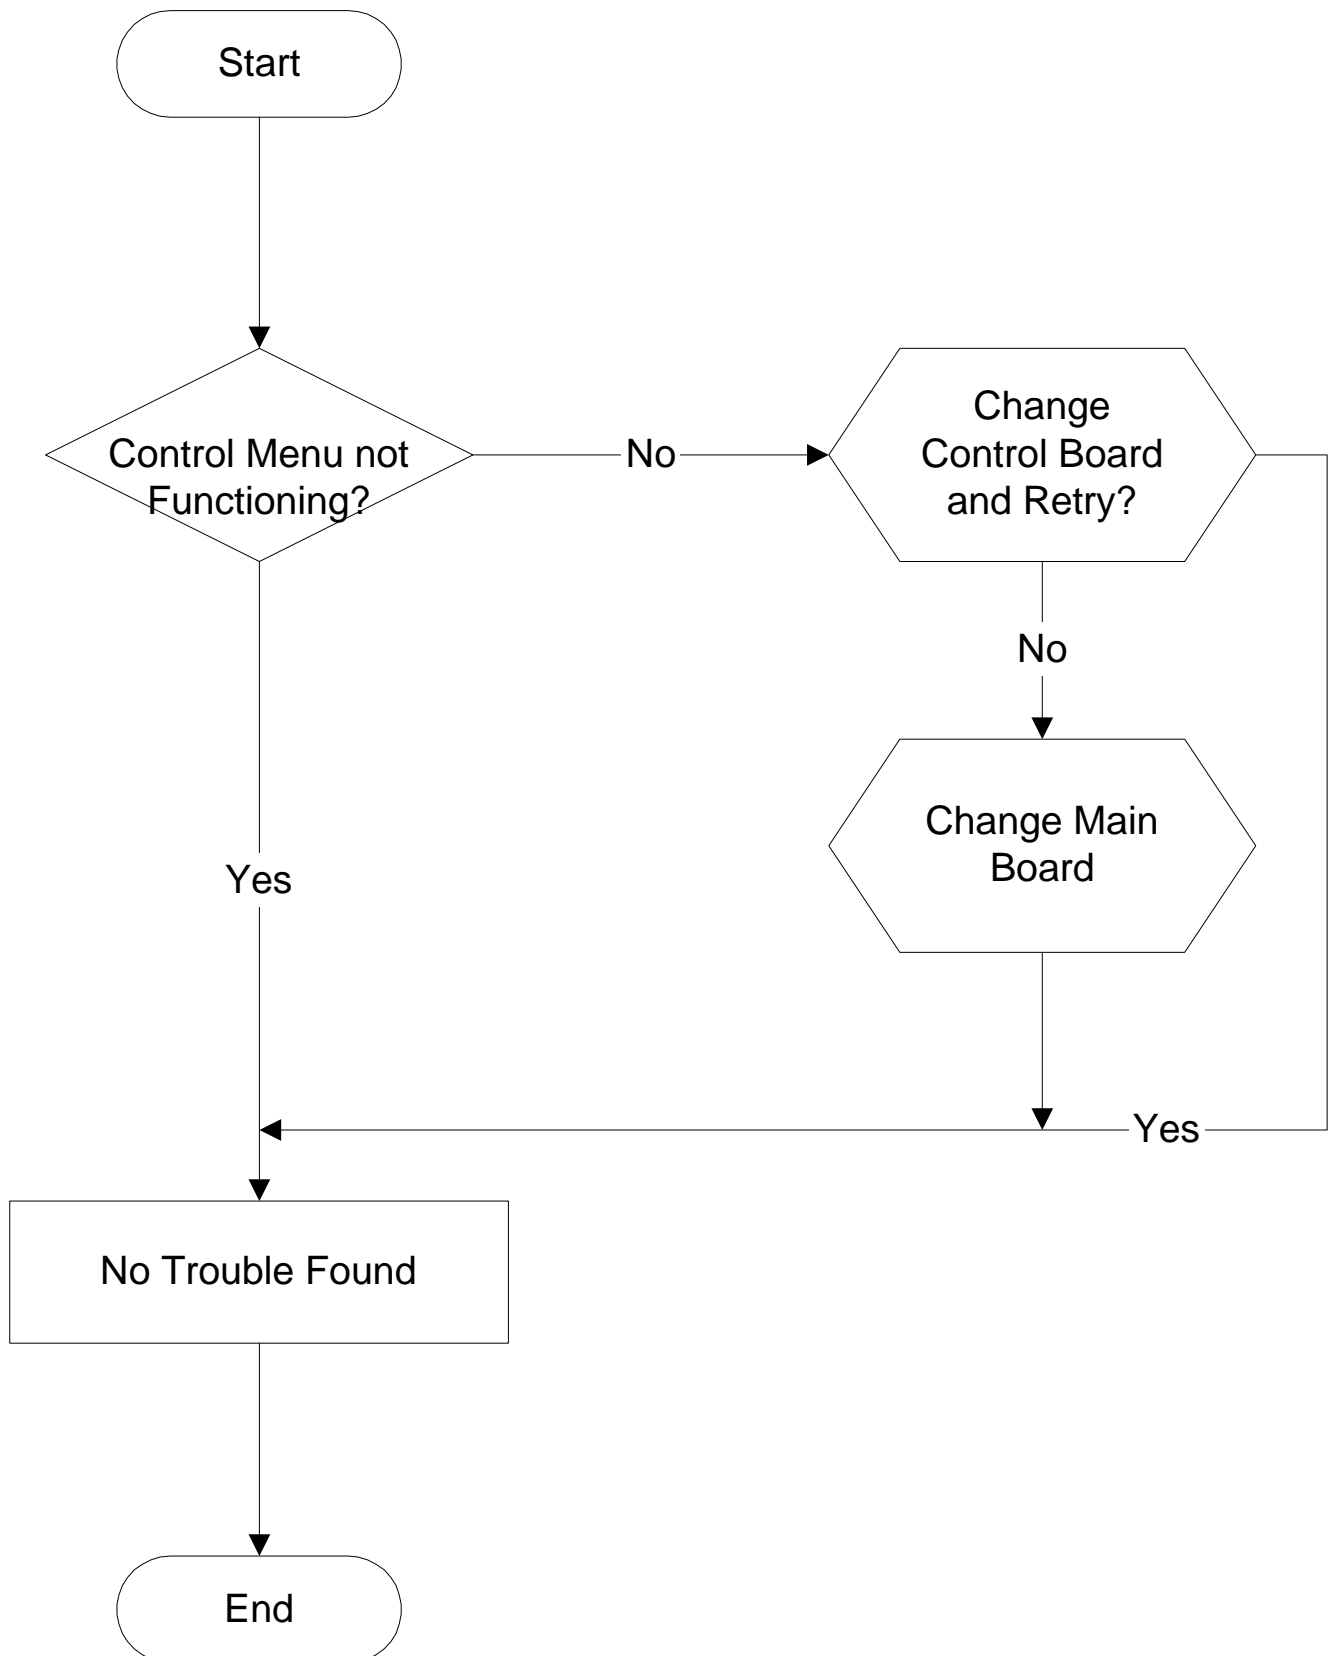 Start
Control Menu not
Functioning?
No
Change
Control Board
and Retry?
No
Change Main
Board
Yes
Yes
No Trouble Found
End